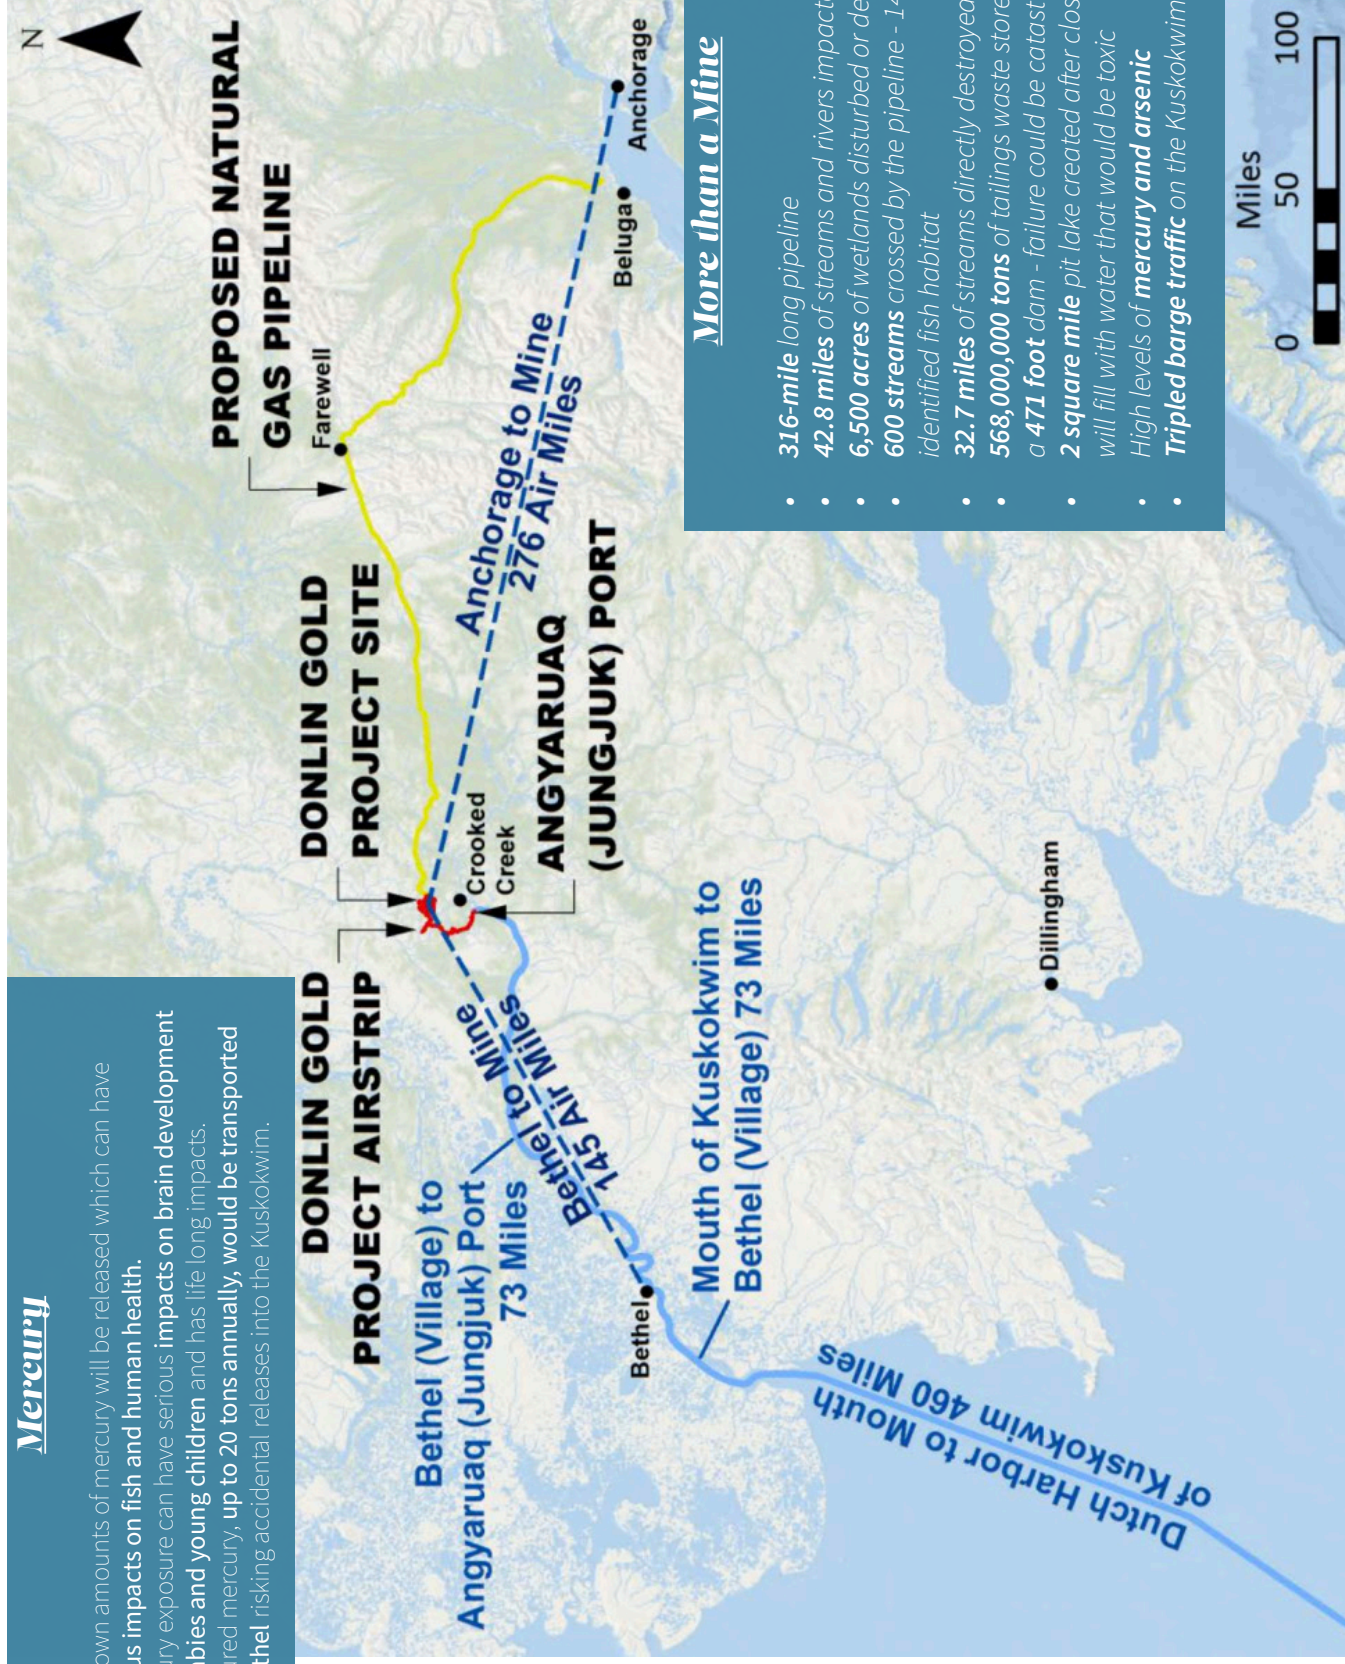 Mercury
own amounts of mercury will be released which can have
us impacts on fish and human health.
ry exposure can have serious impacts on brain development
bies and young children and has life long impacts.
red mercury, up to 20 tons annually, would be transported
thel risking accidental releases into the Kuskokwim.
N
PROPOSED NATURAL
GAS PIPELINE
Farewell
DONLIN GOLD
PROJECT SITE
DONLIN GOLD
PROJECT AIRSTRIP
Anchorage to Mine
276 Air Miles
Beluga
Anchorage
Crooked
Creek
ANGYARUAQ
(JUNGJUK) PORT
Bethel to Mine
145 Air Miles
Bethel (Village) to
Angyaruaq (Jungjuk) Port
73 Miles
Bethel
Mouth of Kuskokwim to
Bethel (Village) 73 Miles
Dutch Harbor to Mouth
of Kuskokwim 460 Miles
Dillingham
More than a Mine
• 316-mile long pipeline
• 42.8 miles of streams and rivers impact
• 6,500 acres of wetlands disturbed or de
• 600 streams crossed by the pipeline - 14
identified fish habitat
• 32.7 miles of streams directly destroyed
• 568,000,000 tons of tailings waste store
a 471 foot dam - failure could be catast
• 2 square mile pit lake created after clos
will fill with water that would be toxic
• High levels of mercury and arsenic
• Tripled barge traffic on the Kuskokwim
Miles
0 50 100